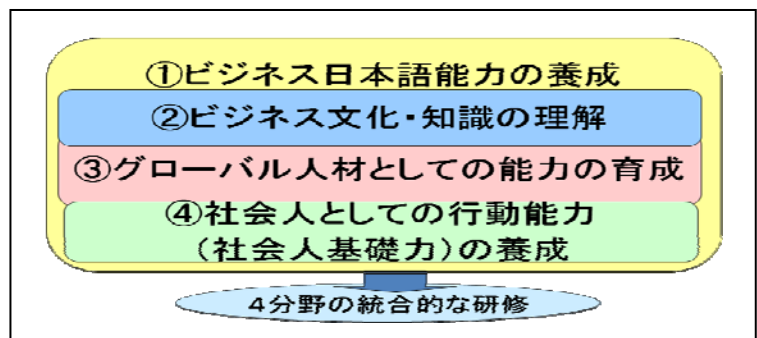 ①ビジネス日本語能力の養成
②ビジネス文化・知識の理解
③グローバル人材としての能力の育成
④社会人としての行動能力
(社会人基礎力)の養成
4分野の統合的な研修